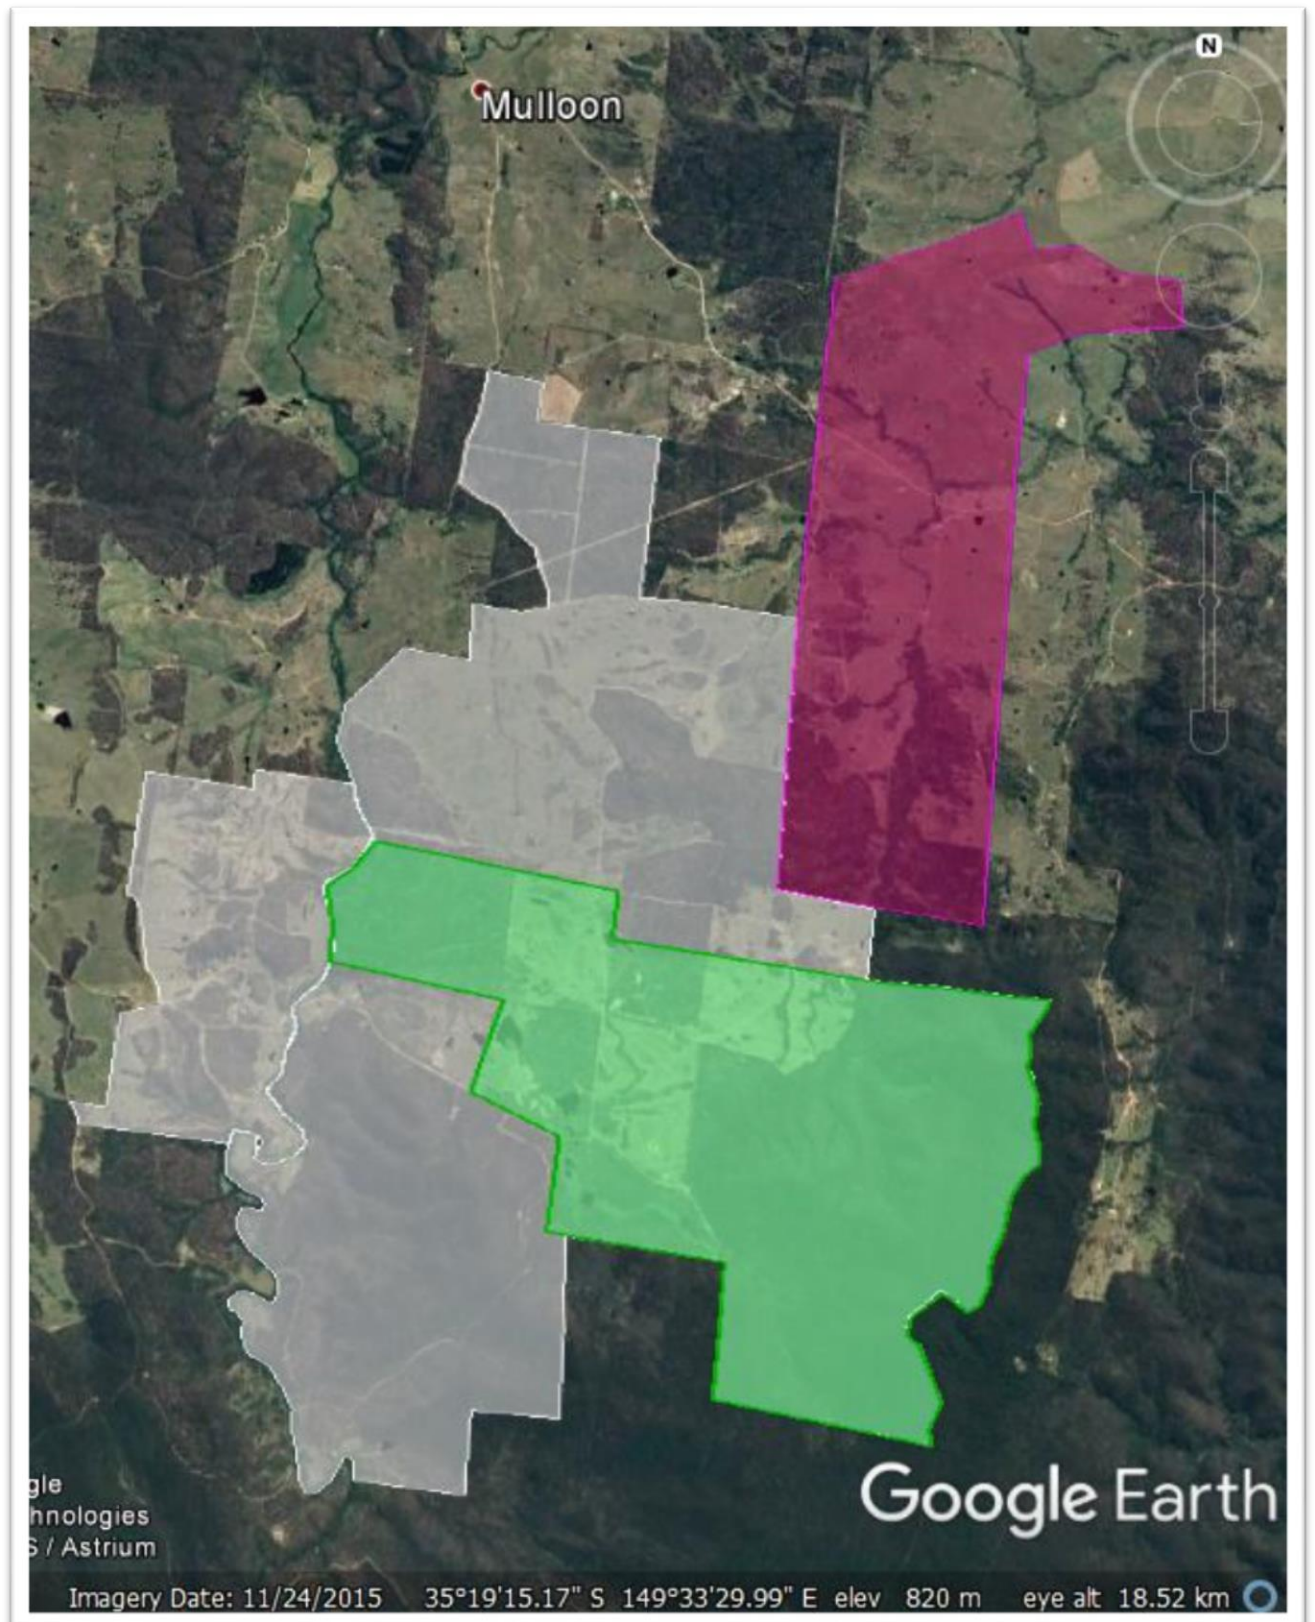 N
Mulloon
gle
hnologies
S / Astrium
Google Earth
Imagery Date: 11/24/2015 35°19'15.17" S 149°33'29.99" E elev 820 m eye alt 18.52 km